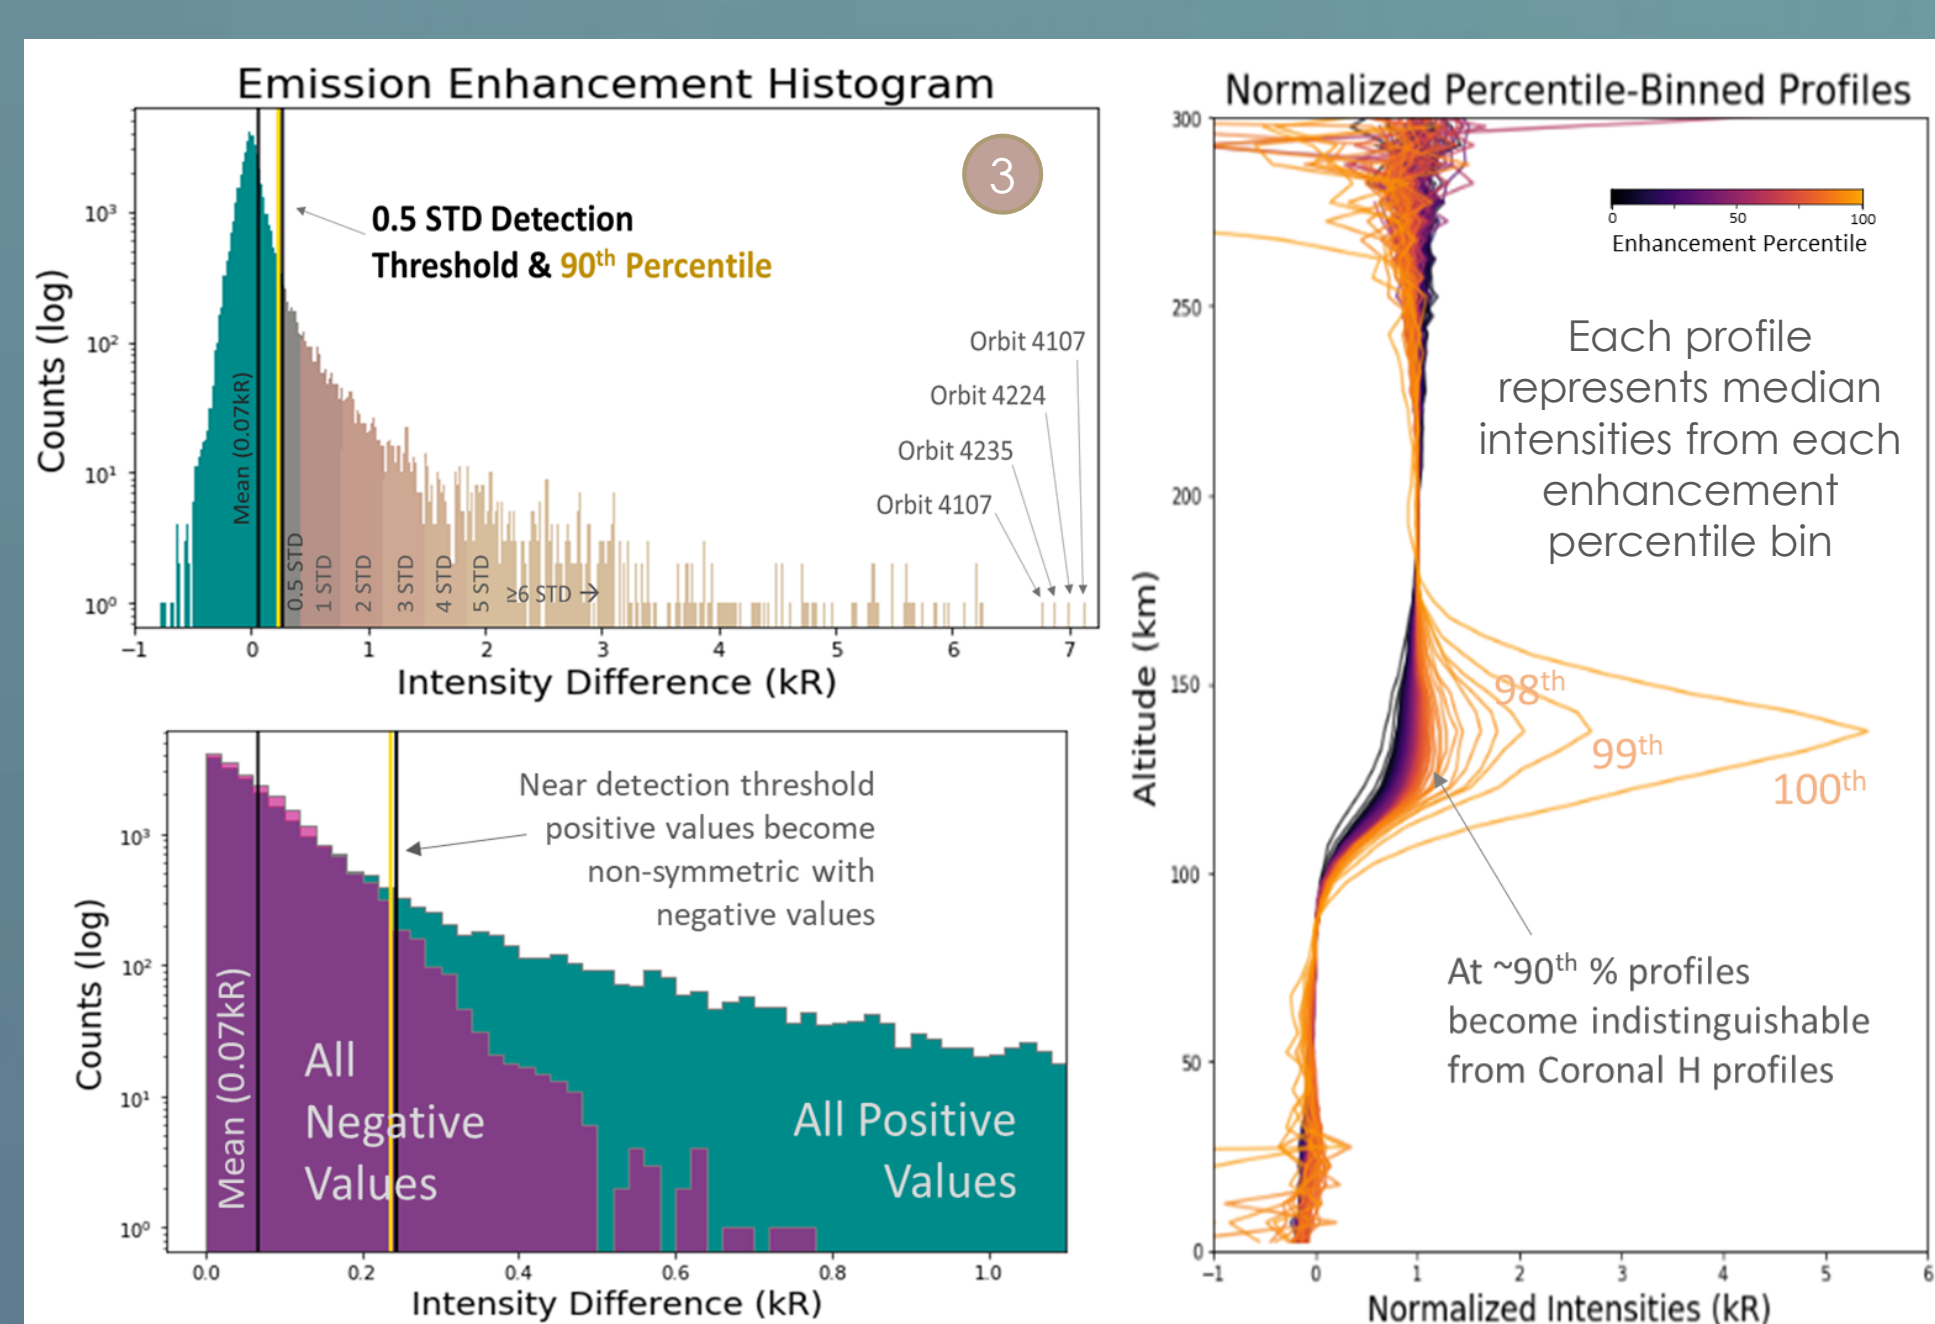 Emission Enhancement Histogram
3
0.5 STD Detection
Threshold & 90th Percentile
Orbit 4107
Orbit 4224
Orbit 4235
Orbit 4107
Mean (0.07kR)
0.5 STD
1 STD
2 STD
3 STD
4 STD
5 STD
≥6 STD →
Counts (log)
10³
10²
10¹
10⁰
−1 0 1 2 3 4 5 6 7
Intensity Difference (kR)
Near detection threshold
positive values become
non-symmetric with
negative values
Mean (0.07kR)
All
Negative
Values
All Positive
Values
Counts (log)
10³
10²
10¹
10⁰
0.0 0.2 0.4 0.6 0.8 1.0
Intensity Difference (kR)
Normalized Percentile-Binned Profiles
0 50 100
Enhancement Percentile
Each profile
represents median
intensities from each
enhancement
percentile bin
98th
99th
100th
At ~90th % profiles
become indistinguishable
from Coronal H profiles
Altitude (km)
300
250
200
150
100
50
0
−1 0 1 2 3 4 5 6
Normalized Intensities (kR)